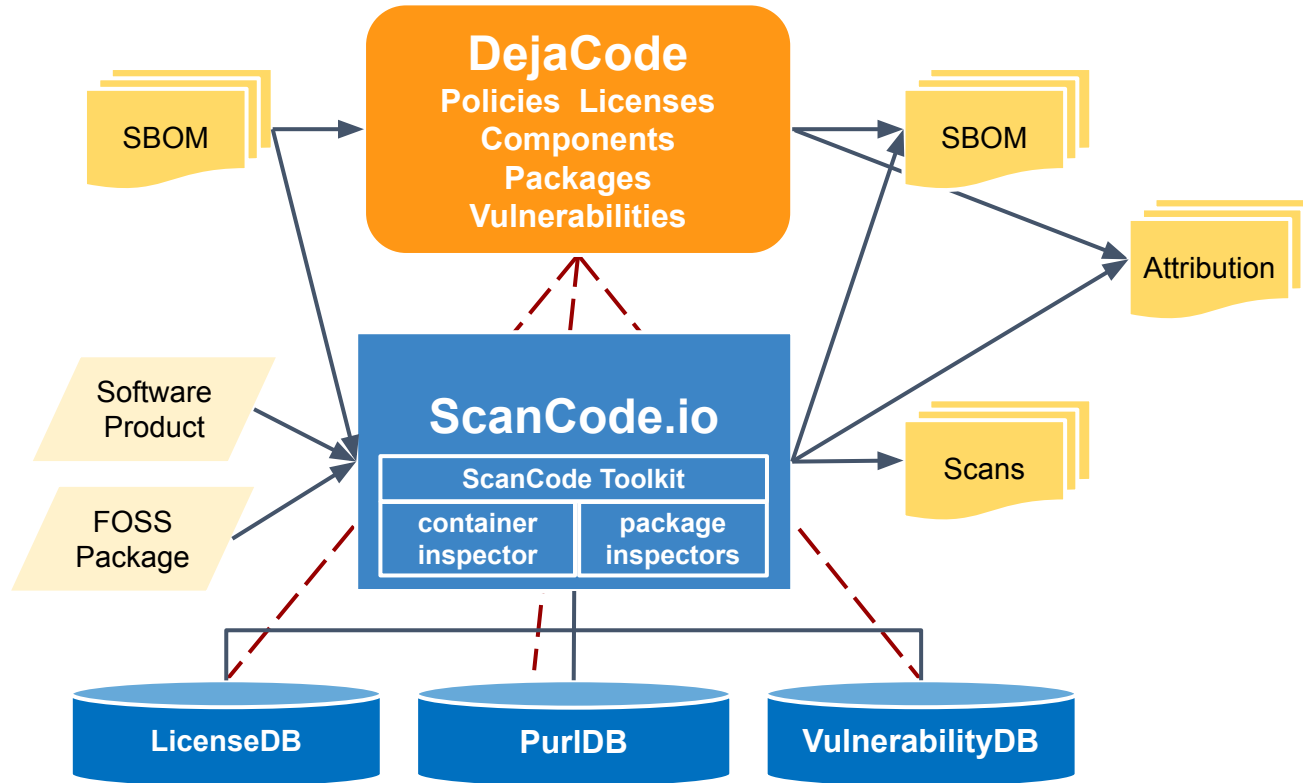 DejaCode
Policies Licenses
Components
Packages
Vulnerabilities
SBOM
SBOM
Attribution
Software
Product
FOSS
Package
ScanCode.io
ScanCode Toolkit
container
inspector
package
inspectors
Scans
LicenseDB
PurlDB
VulnerabilityDB